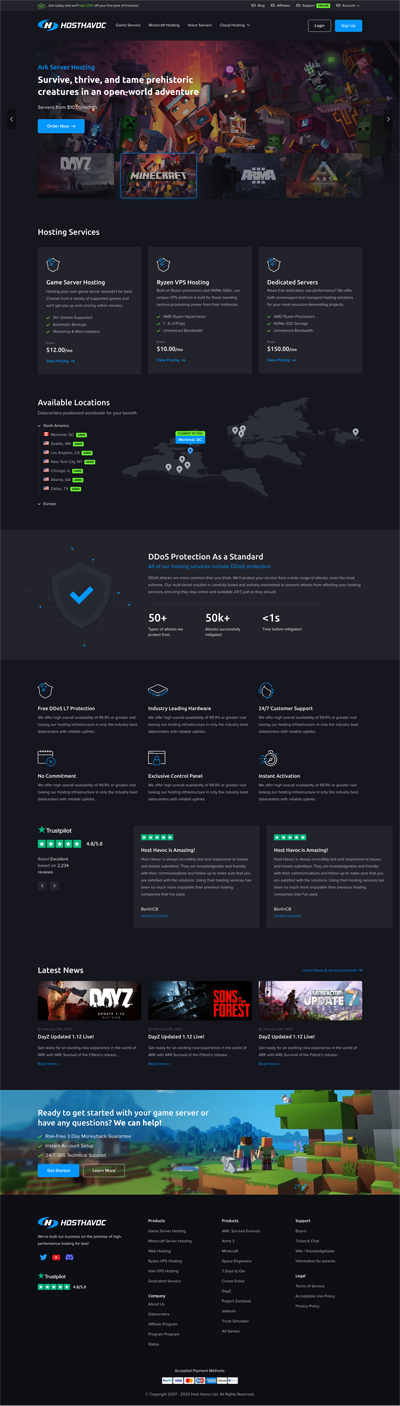 Join today and we'll take 25% off your first year of invoices!
Blog
Affiliates
Support
ONLINE
Account
HOSTHAVOC
Game Servers
Minecraft Hosting
Voice Servers
Cloud Hosting
Login
Sign Up
Ark Server Hosting
Survive, thrive, and tame prehistoric
creatures in an open-world adventure
Servers from
Order Now
DAYZ
MINECRAFT
ARMA
ARK
Hosting Services
Game Server Hosting
Hosting your own game server shouldn't be hard.
Choose from a variety of supported games and
we'll get you up and running within minutes.
30+ Games Supported
Automatic Backups
Workshop & Mod Installers
From
$12.00/mo
View Pricing
Ryzen VPS Hosting
Built on Ryzen processors and NVMe SSDs, our
unique VPS platform is built for those needing
serious processing power from their instances.
AMD Ryzen Hypervisors
1 - 6 vCPU(s)
Unmetered Bandwidth
From
$10.00/mo
View Pricing
Dedicated Servers
Need that dedicated, raw performance? We offer
both unmanaged and managed hosting solutions
for your most resource-demanding projects.
AMD Ryzen Processors
NVMe SSD Storage
Unmetered Bandwidth
From
$150.00/mo
View Pricing
Available Locations
Datacenters positioned worldwide for your benefit.
North America
Montreal, QC
Seattle, WA
Los Angeles, CA
New York City, NY
Chicago, IL
Atlanta, GA
Dallas, TX
Europe
CLOSEST TO YOU
Montreal, QC
DDoS Protection As a Standard
All of our hosting services include DDoS protection
DDoS attacks are more common than you think. We'll protect your service from a wide range of attacks, even the most
extreme. Our multi-tiered solution is carefully tuned and actively maintained to prevent attacks from affecting your hosting
services, ensuring they stay online and available 24/7, just as they should.
50+
Types of attacks we
protect from.
50k+
Attacks successfully
mitigated
<1s
Time before mitigation
Free DDoS L7 Protection
We offer high overall availability of 99.9% or greater real
basing our hosting infrastructure in only the industry best
datacenters with reliable uplinks.
Industry Leading Hardware
We offer high overall availability of 99.9% or greater real
basing our hosting infrastructure in only the industry best
datacenters with reliable uplinks.
24/7 Customer Support
We offer high overall availability of 99.9% or greater real
basing our hosting infrastructure in only the industry best
datacenters with reliable uplinks.
No Commitment
We offer high overall availability of 99.9% or greater real
basing our hosting infrastructure in only the industry best
datacenters with reliable uplinks.
Exclusive Control Panel
We offer high overall availability of 99.9% or greater real
basing our hosting infrastructure in only the industry best
datacenters with reliable uplinks.
Instant Activation
We offer high overall availability of 99.9% or greater real
basing our hosting infrastructure in only the industry best
datacenters with reliable uplinks.
Trustpilot
4.8/5.0
Rated Excellent
based on 2,234
reviews
Host Havoc is Amazing!
Host Havoc is always incredibly fast and responsive to issues
and tickets submitted. They are knowledgeable and friendly
with their communications and follow up to make sure that you
are satisfied with the solutions. Using their hosting services has
been so much more enjoyable than previous hosting
companies that I've used.
BerlinCB
Verified Customer
Host Havoc is Amazing!
Host Havoc is always incredibly fast and responsive to issues
and tickets submitted. They are knowledgeable and friendly
with their communications and follow up to make sure that you
are satisfied with the solutions. Using their hosting services has
been so much more enjoyable than previous hosting
companies that I've used.
BerlinCB
Verified Customer
Latest News
Latest News & Announcements
DAYZ
UPDATE 1.12
OUT NOW
DayZ Updated 1.12 Live!
Get ready for an exciting new experience in the world of
ARK with ARK Survival of the Fittest's release...
Read more
SONS OF THE
FOREST
DayZ Updated 1.12 Live!
Get ready for an exciting new experience in the world of
ARK with ARK Survival of the Fittest's release...
Read more
SATISFACTORY
UPDATE 7
DayZ Updated 1.12 Live!
Get ready for an exciting new experience in the world of
ARK with ARK Survival of the Fittest's release...
Read more
Ready to get started with your game server or
have any questions? We can help!
Risk-Free 3 Day Moneyback Guarantee
Instant Account Setup
24/7/365 Technical Support
Get Started
Learn More
HOSTHAVOC
We've built our business on the premise of high
performance hosting for less!
Trustpilot
4.8/5.0
Products
Game Server Hosting
Minecraft Server Hosting
Web Hosting
Ryzen VPS Hosting
Intel VPS Hosting
Dedicated Servers
Company
About Us
Datacenters
Affiliate Program
Program Program
Status
Products
ARK: Survival Evolved
Arma 3
Minecraft
Space Engineers
7 Days to Die
Conan Exiles
DayZ
Project Zomboid
Valheim
Truck Simulator
All Games
Support
Board
Ticket & Chat
Wiki / Knowledgebase
Information for parents
Legal
Terms of Service
Acceptable Use Policy
Privacy Policy
Accepted Payment Methods:
PayPal
VISA
© Copyright 2007 - 2022 Host Havoc Ltd. All Rights Reserved.